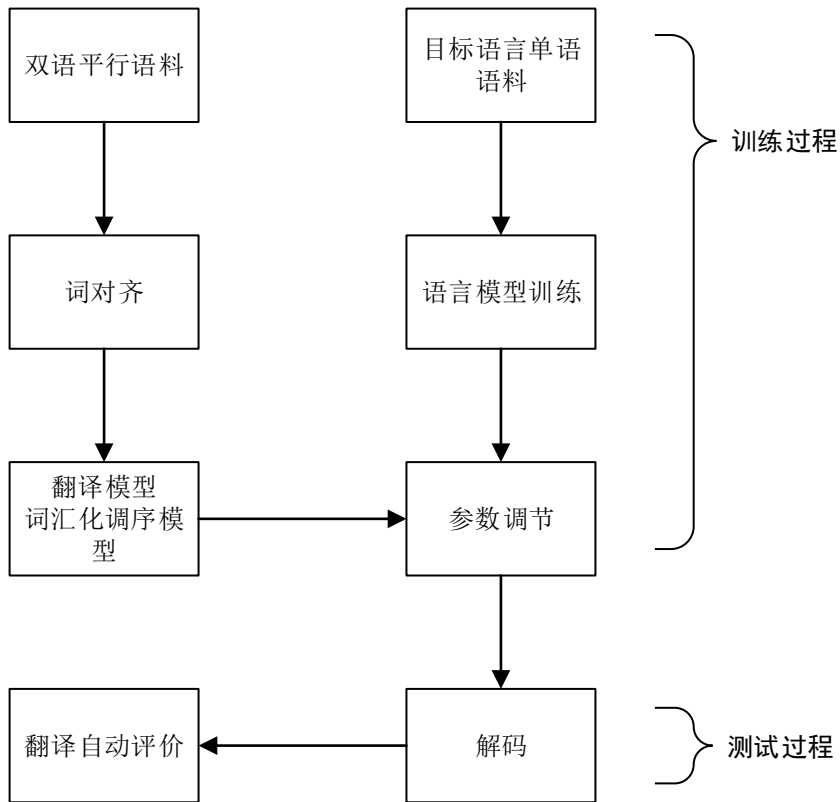 双语平行语料
目标语言单语
语料
训练过程
词对齐
语言模型训练
翻译模型
词汇化调序模
型
参数调节
翻译自动评价
解码
测试过程